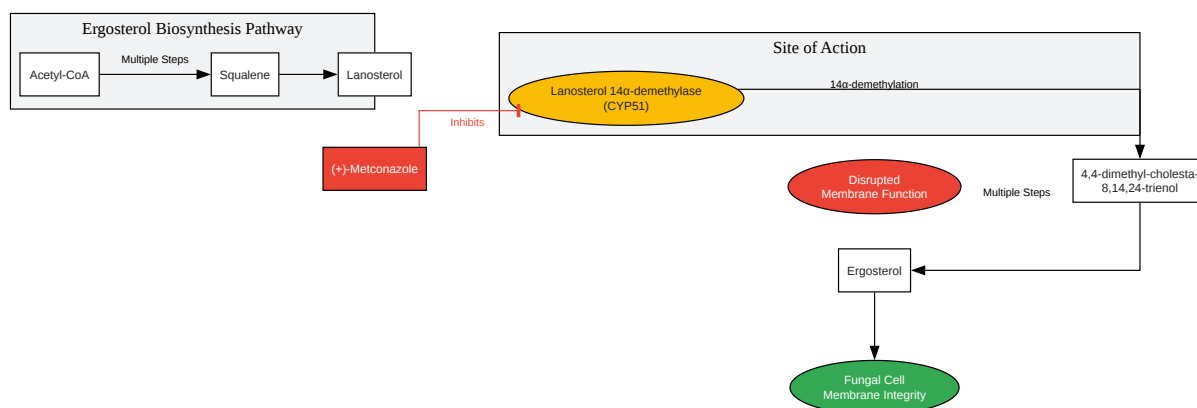 Ergosterol Biosynthesis Pathway
Acetyl-CoA
Multiple Steps
Squalene
Lanosterol
Site of Action
Lanosterol 14α-demethylase
(CYP51)
14α-demethylation
Inhibits
(+)-Metconazole
Disrupted
Membrane Function
Multiple Steps
4,4-dimethyl-cholesta-
8,14,24-trienol
Ergosterol
Fungal Cell
Membrane Integrity